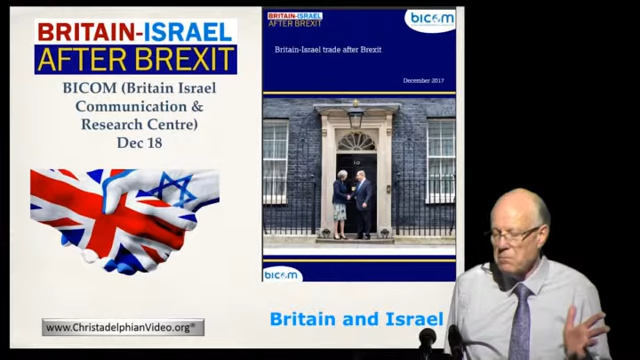 BRITAIN-ISRAEL
AFTER BREXIT
BICOM (Britain Israel
Communication &
Research Centre)
Dec 18
www.ChristadelphianVideo.org®
BRITAIN-ISRAEL
AFTER BREXIT
bicom
Britain-Israel trade after Brexit
December 2017
10
bicom
Britain and Israel